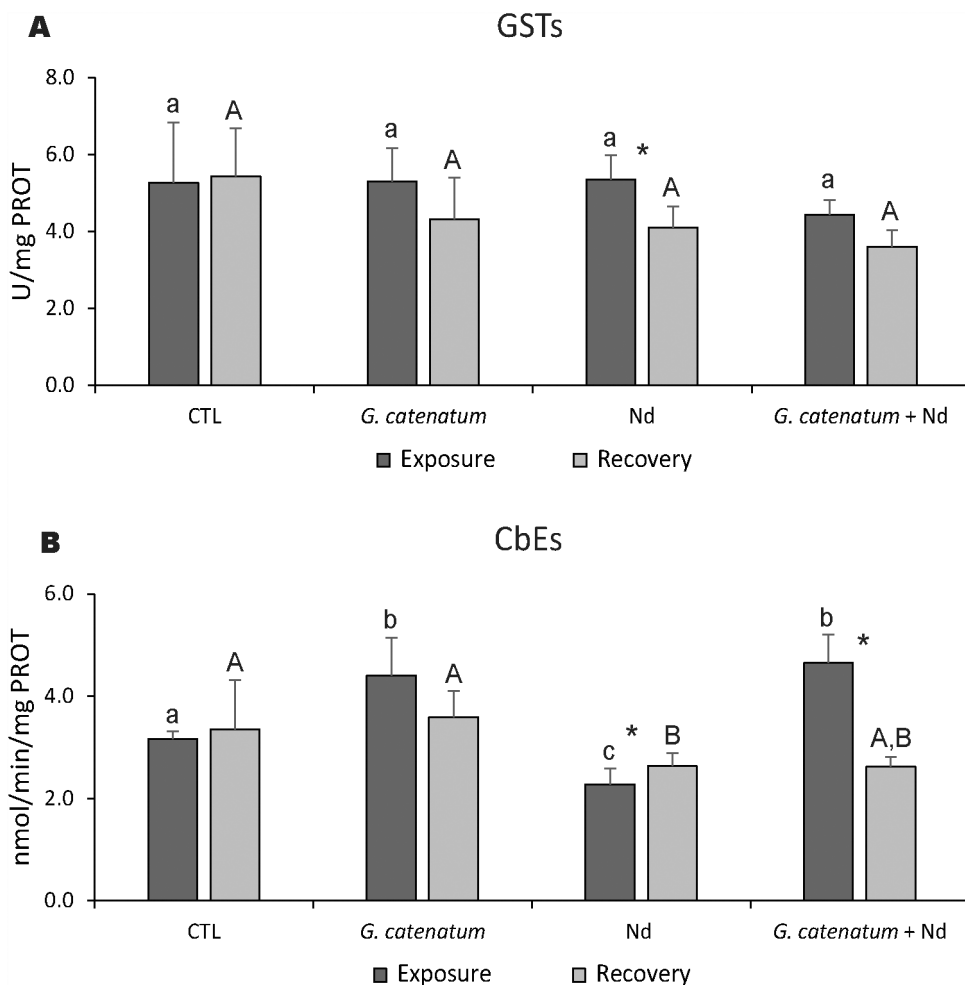 A
GSTs
U/mg PROT
8.0
6.0
4.0
2.0
0.0
a A a A a * A a A
CTL G. catenatum Nd G. catenatum + Nd
Exposure Recovery
B
CbEs
nmol/min/mg PROT
6.0
4.0
2.0
0.0
a A b A c * B b * A,B
CTL G. catenatum Nd G. catenatum + Nd
Exposure Recovery